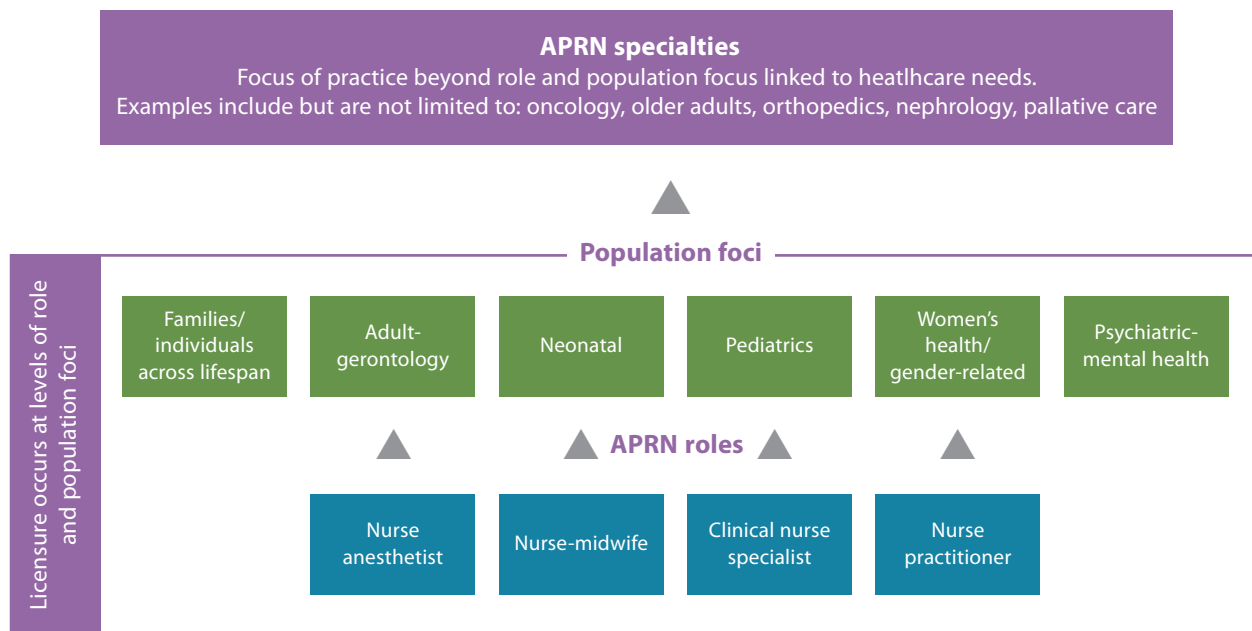 APRN specialties
Focus of practice beyond role and population focus linked to heatlhcare needs.
Examples include but are not limited to: oncology, older adults, orthopedics, nephrology, pallative care
Population foci
Licensure occurs at levels of role
and population foci
Families/
individuals
across lifespan
Adult-
gerontology
Neonatal
Pediatrics
Women’s
health/
gender-related
Psychiatric-
mental health
APRN roles
Nurse
anesthetist
Nurse-midwife
Clinical nurse
specialist
Nurse
practitioner